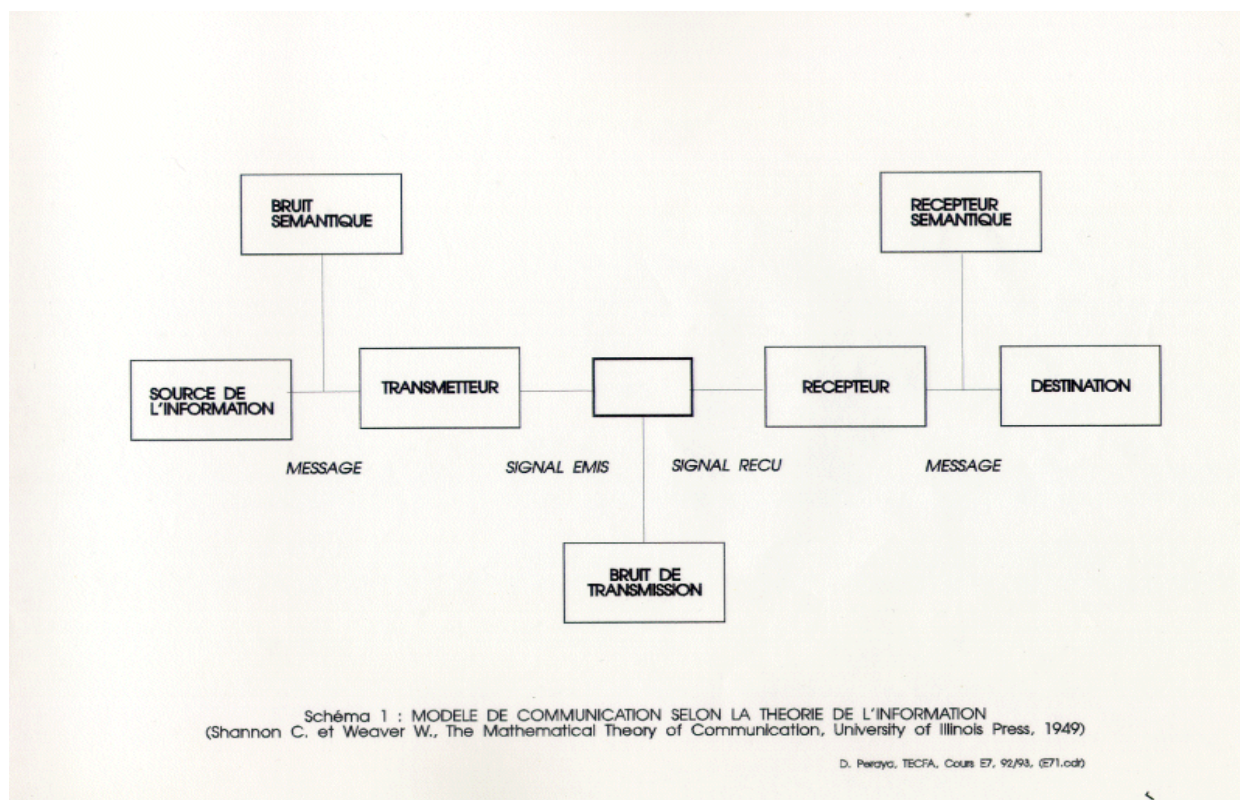 BRUIT
SEMANTIQUE
RECEPTEUR
SEMANTIQUE
SOURCE DE
L'INFORMATION
TRANSMETTEUR
RECEPTEUR
DESTINATION
MESSAGE
SIGNAL EMIS
SIGNAL RECU
MESSAGE
BRUIT DE
TRANSMISSION
Schéma 1 : MODELE DE COMMUNICATION SELON LA THEORIE DE L'INFORMATION
(Shannon C. et Weaver W., The Mathematical Theory of Communication, University of Illinois Press, 1949)
D. Peraya, TECFA, Cours E7, 92/93, (E71.cdr)